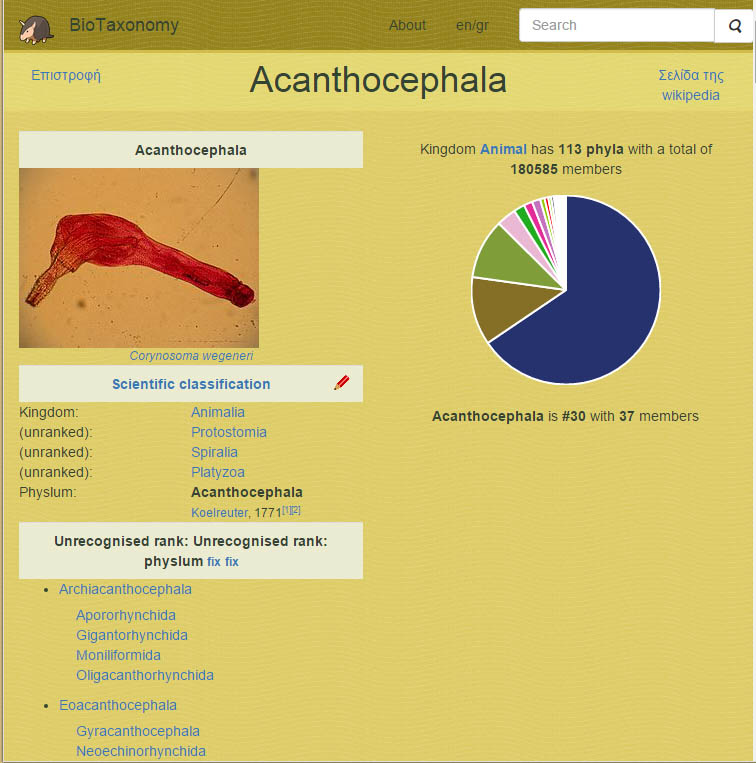 BioTaxonomy About en/gr Search
Επιστροφή
Acanthocephala
Σελίδα της
wikipedia
Acanthocephala
Corynosoma wegeneri
Scientific classification
Kingdom: Animalia
(unranked): Protostomia
(unranked): Spiralia
(unranked): Platyzoa
Physlum: Acanthocephala
Koelreuter, 1771[1][2]
Unrecognised rank: Unrecognised rank:
physlum fix fix
• Archiacanthocephala
Apororhynchida
Gigantorhynchida
Moniliformida
Oligacanthorhynchida
• Eoacanthocephala
Gyracanthocephala
Neoechinorhynchida
Kingdom Animal has 113 phyla with a total of
180585 members
Acanthocephala is #30 with 37 members